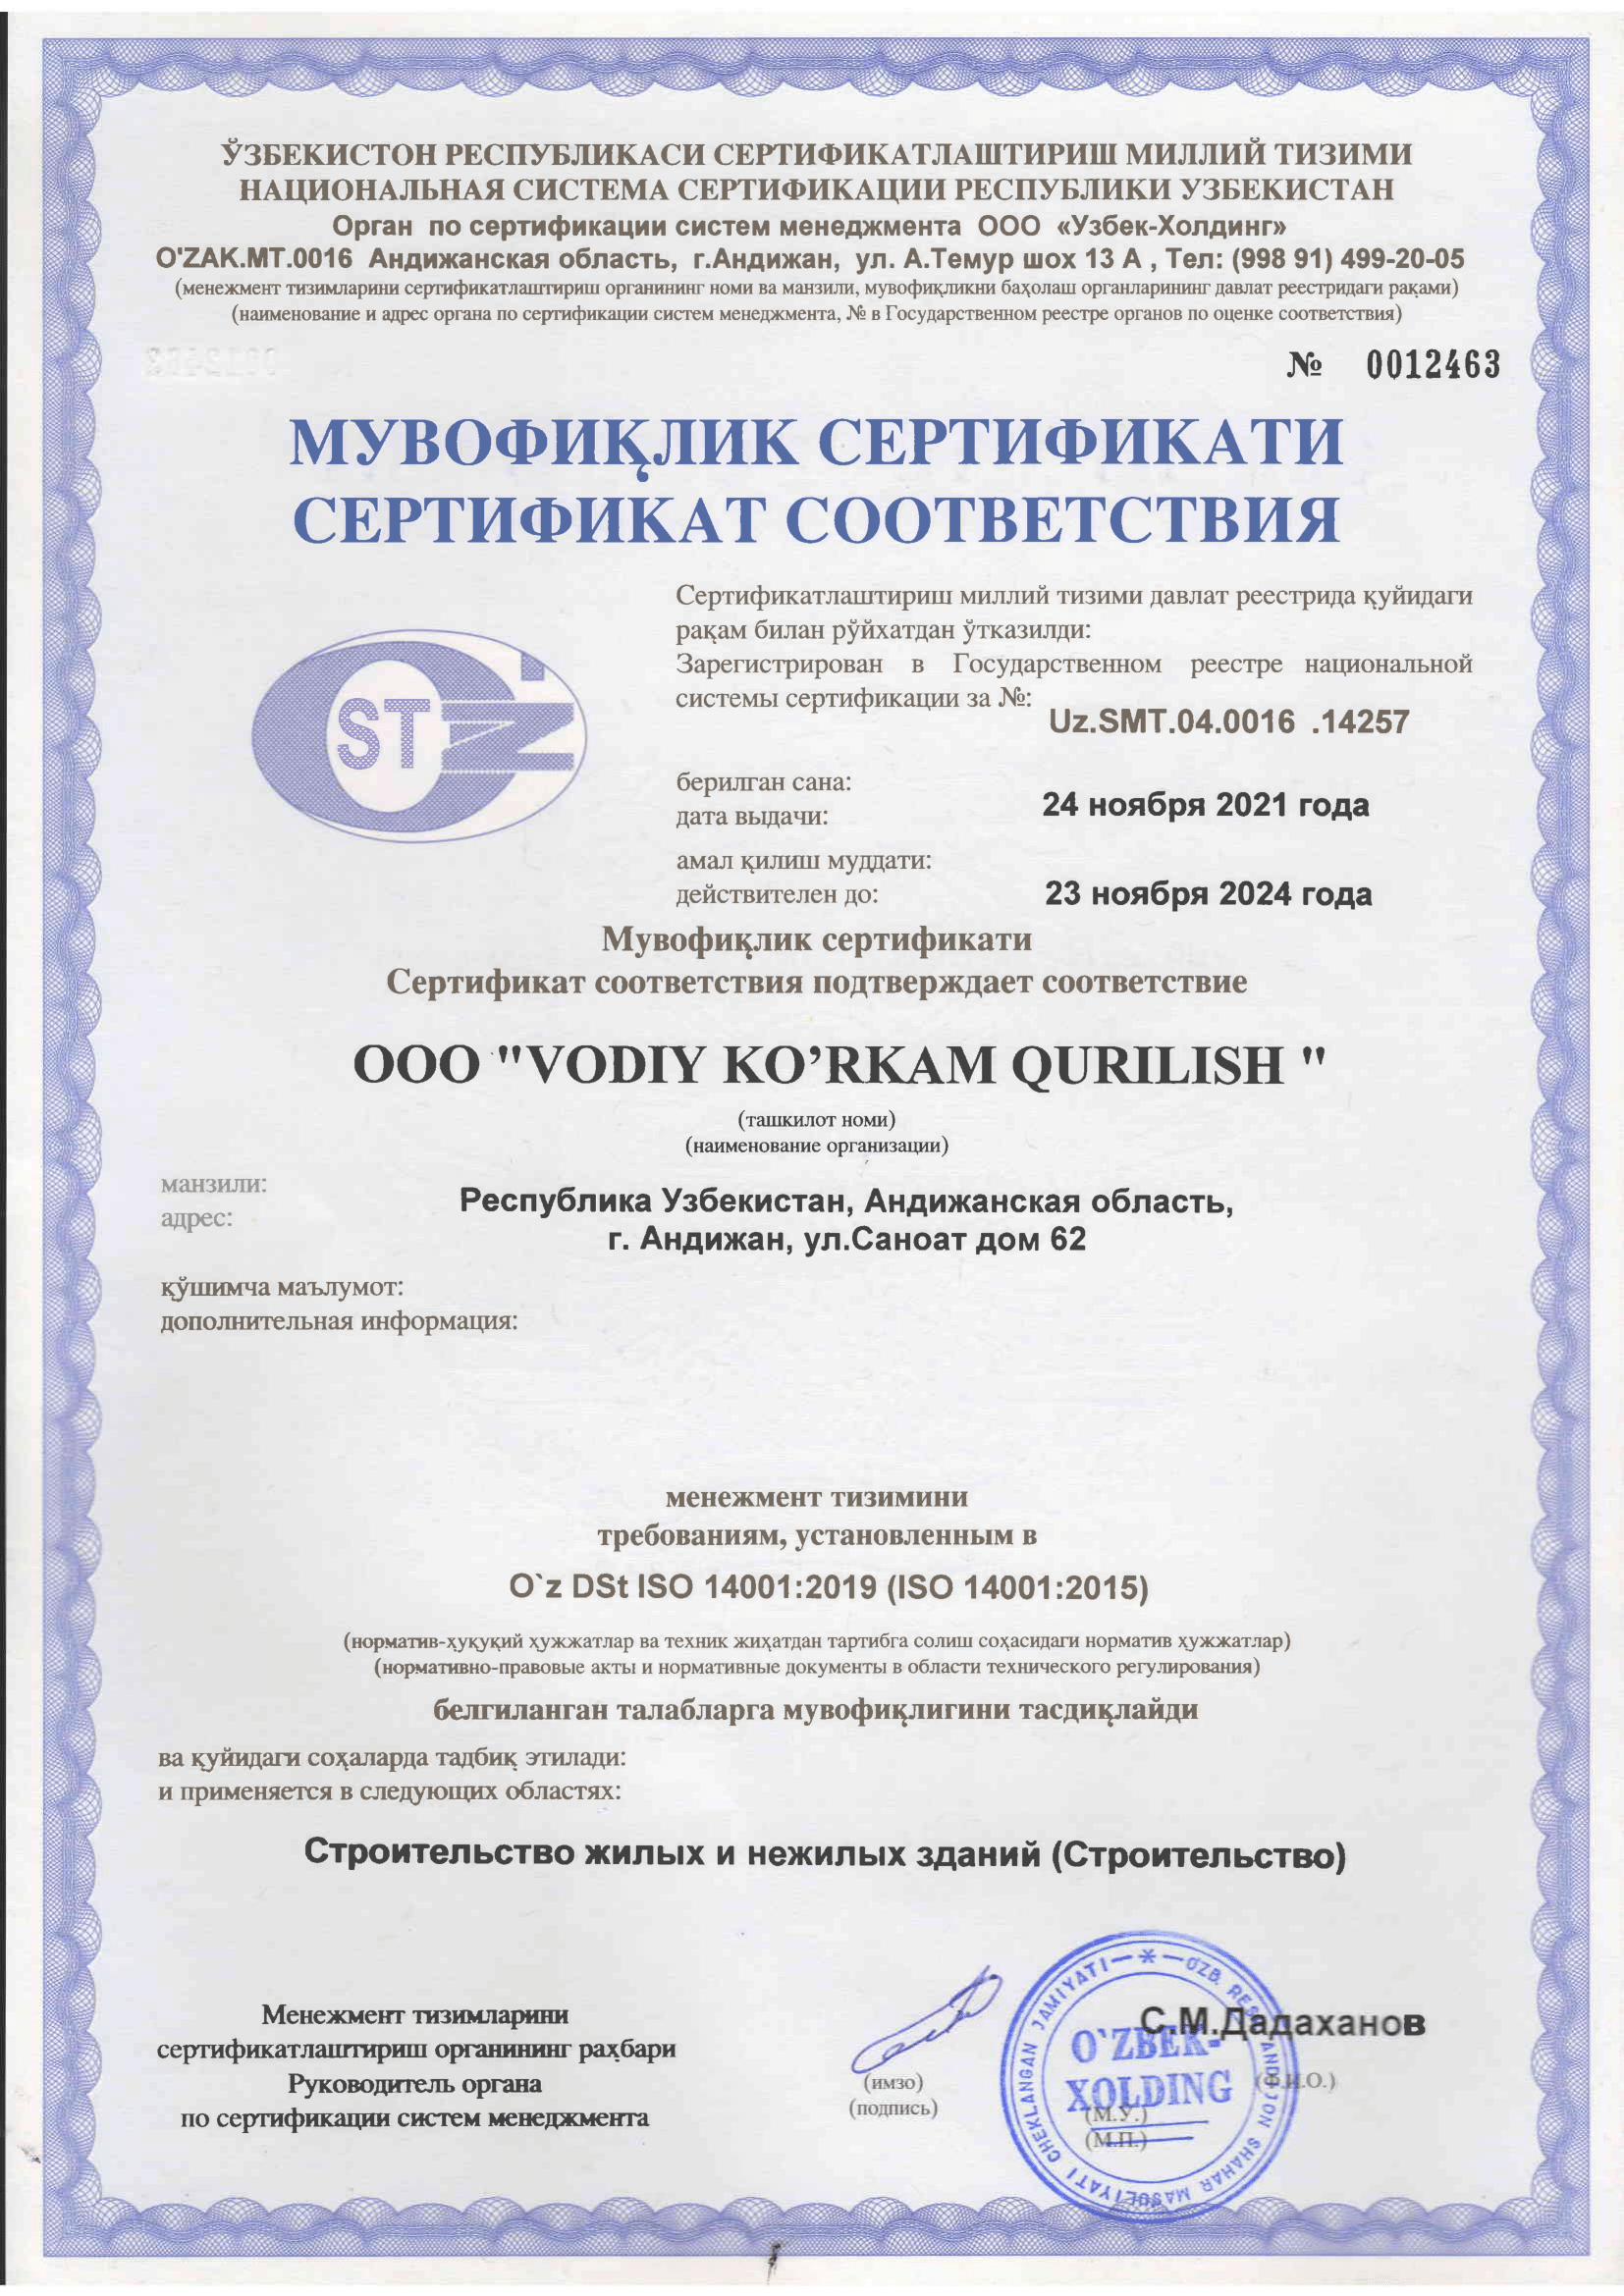 ЎЗБЕКИСТОН РЕСПУБЛИКАСИ СЕРТИФИКАТЛАШТИРИШ МИЛЛИЙ ТИЗИМИ
НАЦИОНАЛЬНАЯ СИСТЕМА СЕРТИФИКАЦИИ РЕСПУБЛИКИ УЗБЕКИСТАН
Орган по сертификации систем менеджмента ООО «Узбек-Холдинг»
O'ZAK.MT.0016 Андижанская область, г.Андижан, ул. А.Темур шох 13 А , Тел: (998 91) 499-20-05
(менежмент тизимларини сертификатлаштириш органининг номи ва манзили, мувофиқликни баҳолаш органларининг давлат реестридаги рақами)
(наименование и адрес органа по сертификации систем менеджмента, № в Государственном реестре органов по оценке соответствия)
№ 0012463
МУВОФИҚЛИК СЕРТИФИКАТИ
СЕРТИФИКАТ СООТВЕТСТВИЯ
ST
Сертификатлаштириш миллий тизими давлат реестрида қуйидаги
рақам билан рўйхатдан ўтказилди:
Зарегистрирован в Государственном реестре национальной
системы сертификации за №:
Uz.SMT.04.0016 .14257
берилган сана:
дата выдачи:
24 ноября 2021 года
амал қилиш муддати:
действителен до:
23 ноября 2024 года
Мувофиқлик сертификати
Сертификат соответствия подтверждает соответствие
ООО "VODIY KO’RKAM QURILISH "
(ташкилот номи)
(наименование организации)
манзили:
адрес:
Республика Узбекистан, Андижанская область,
г. Андижан, ул.Саноат дом 62
қўшимча маълумот:
дополнительная информация:
менежмент тизимини
требованиям, установленным в
O`z DSt ISO 14001:2019 (ISO 14001:2015)
(норматив-ҳуқуқий ҳужжатлар ва техник жиҳатдан тартибга солиш соҳасидаги норматив ҳужжатлар)
(нормативно-правовые акты и нормативные документы в области технического регулирования)
белгиланган талабларга мувофиқлигини тасдиқлайди
ва қуйидаги соҳаларда тадбиқ этилади:
и применяется в следующих областях:
Строительство жилых и нежилых зданий (Строительство)
Менежмент тизимларини
сертификатлаштириш органининг раҳбари
Руководитель органа
по сертификации систем менеджмента
(имзо)
(подпись)
С.М.Дадаханов
(Ф.И.О.)
O'ZB. RESP ANDIJON SHAHAR MASULIYATI CHEKLANGAN JAMIYATI
O`ZBEK-
XOLDING
(М.У.)
(М.П.)